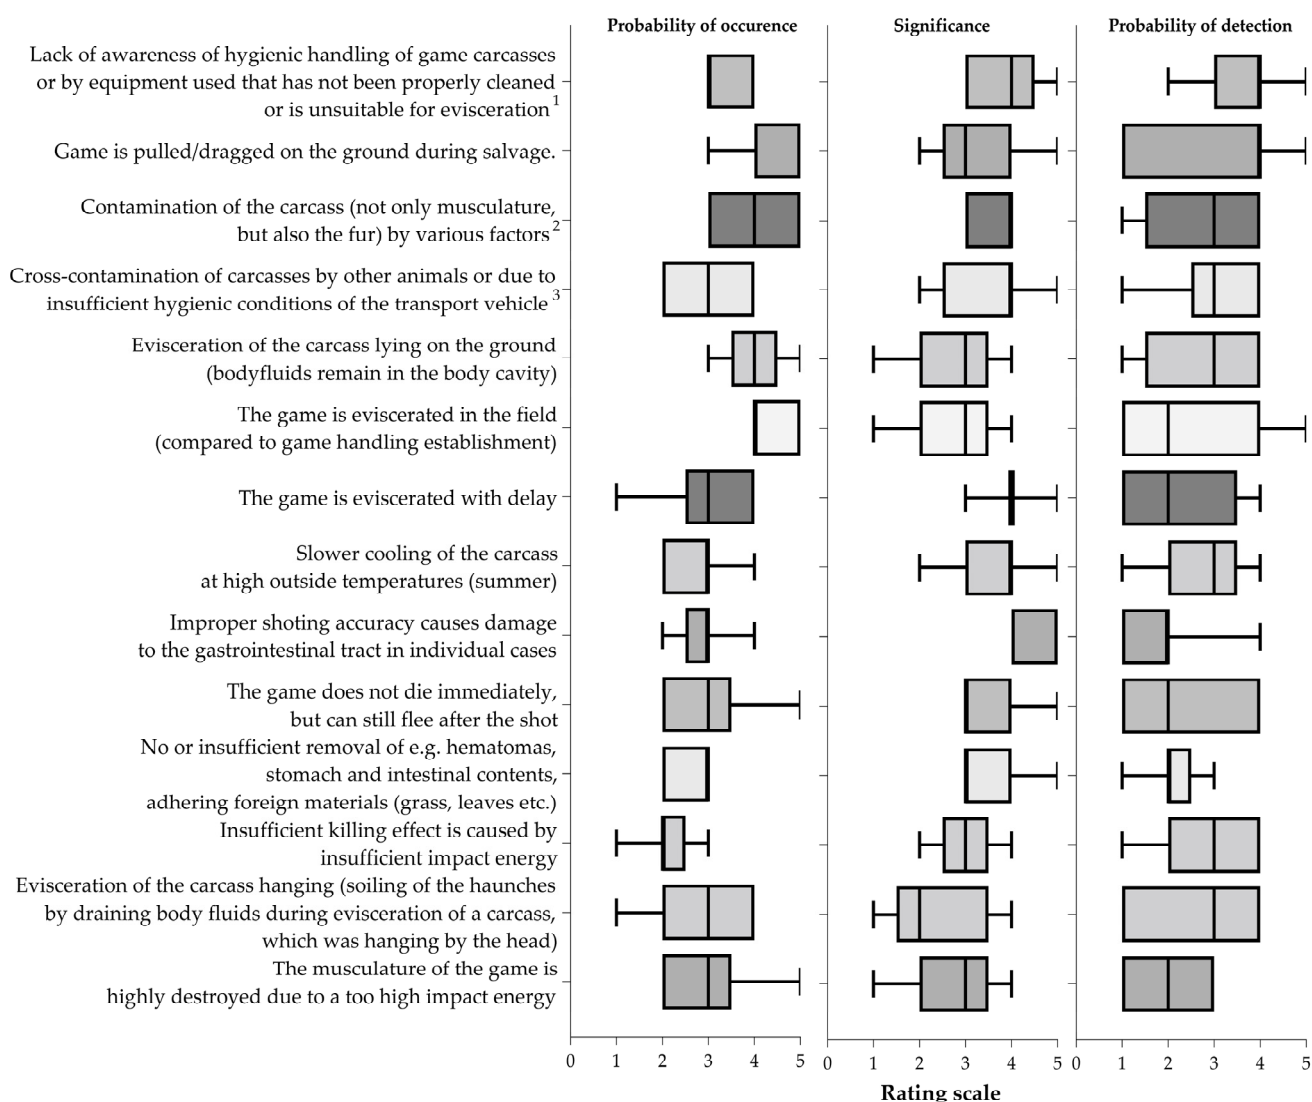 Probability of occurence
Significance
Probability of detection
Lack of awareness of hygienic handling of game carcasses
or by equipment used that has not been properly cleaned
or is unsuitable for evisceration 1
Game is pulled/dragged on the ground during salvage.
Contamination of the carcass (not only musculature,
but also the fur) by various factors 2
Cross-contamination of carcasses by other animals or due to
insufficient hygienic conditions of the transport vehicle 3
Evisceration of the carcass lying on the ground
(bodyfluids remain in the body cavity)
The game is eviscerated in the field
(compared to game handling establishment)
The game is eviscerated with delay
Slower cooling of the carcass
at high outside temperatures (summer)
Improper shoting accuracy causes damage
to the gastrointestinal tract in individual cases
The game does not die immediately,
but can still flee after the shot
No or insufficient removal of e.g. hematomas,
stomach and intestinal contents,
adhering foreign materials (grass, leaves etc.)
Insufficient killing effect is caused by
insufficient impact energy
Evisceration of the carcass hanging (soiling of the haunches
by draining body fluids during evisceration of a carcass,
which was hanging by the head)
The musculature of the game is
highly destroyed due to a too high impact energy
0 1 2 3 4 5
0 1 2 3 4 5
0 1 2 3 4 5
Rating scale